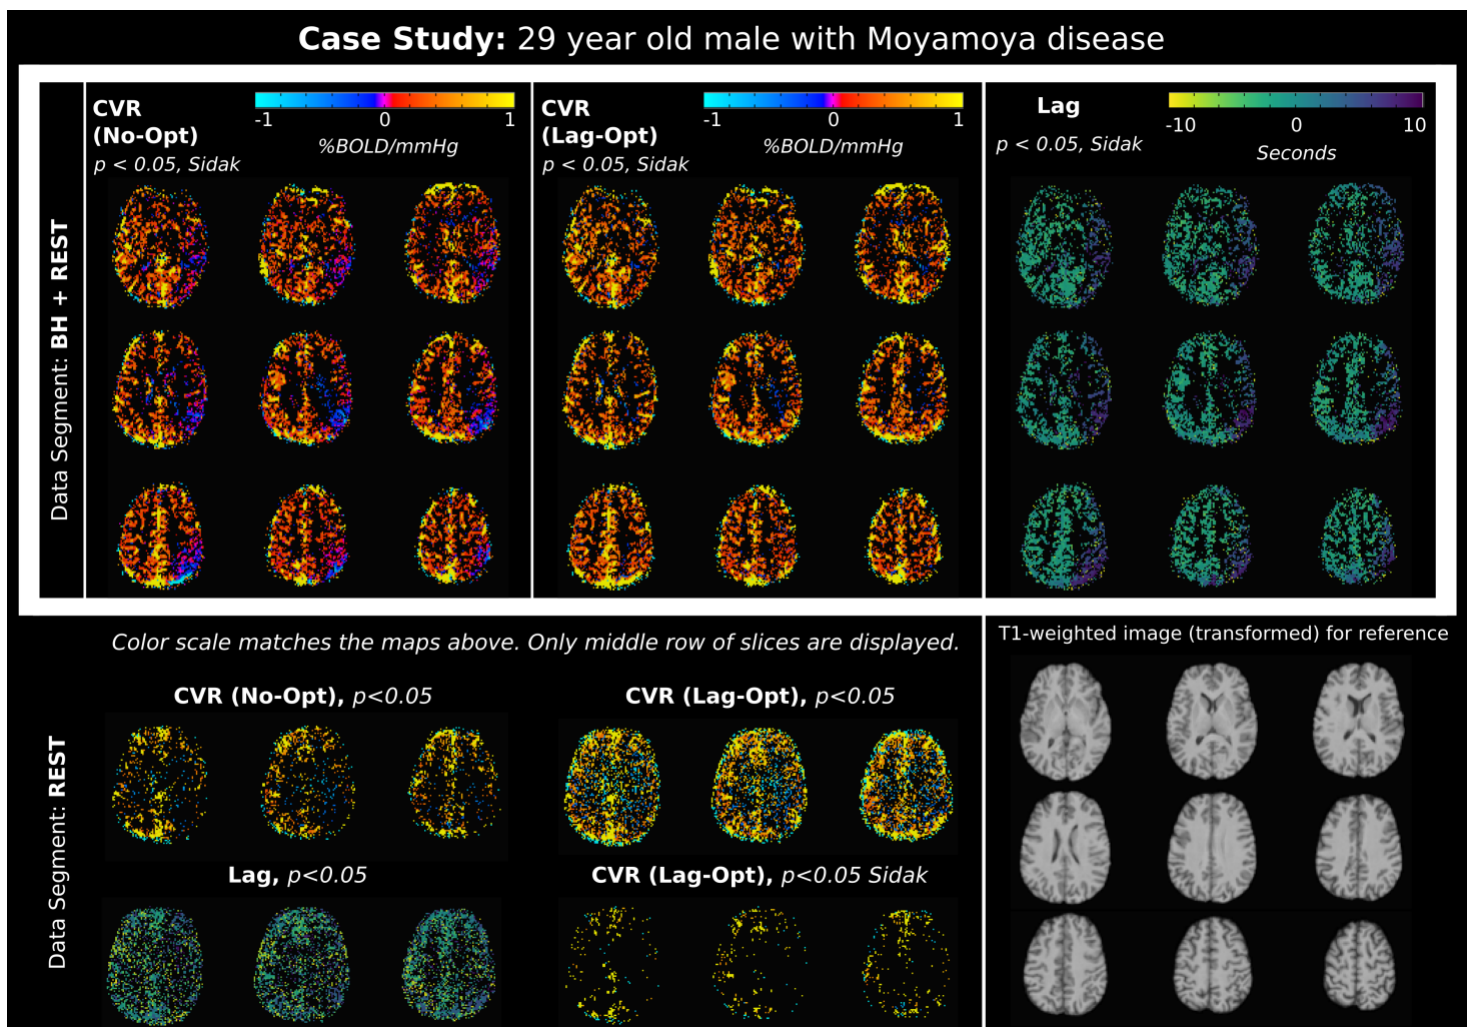 Case Study: 29 year old male with Moyamoya disease
Data Segment: BH + REST
CVR
(No-Opt)
p < 0.05, Sidak
-1 0 1
%BOLD/mmHg
CVR
(Lag-Opt)
p < 0.05, Sidak
-1 0 1
%BOLD/mmHg
Lag
p < 0.05, Sidak
-10 0 10
Seconds
Color scale matches the maps above. Only middle row of slices are displayed.
T1-weighted image (transformed) for reference
Data Segment: REST
CVR (No-Opt), p<0.05
CVR (Lag-Opt), p<0.05
Lag, p<0.05
CVR (Lag-Opt), p<0.05 Sidak